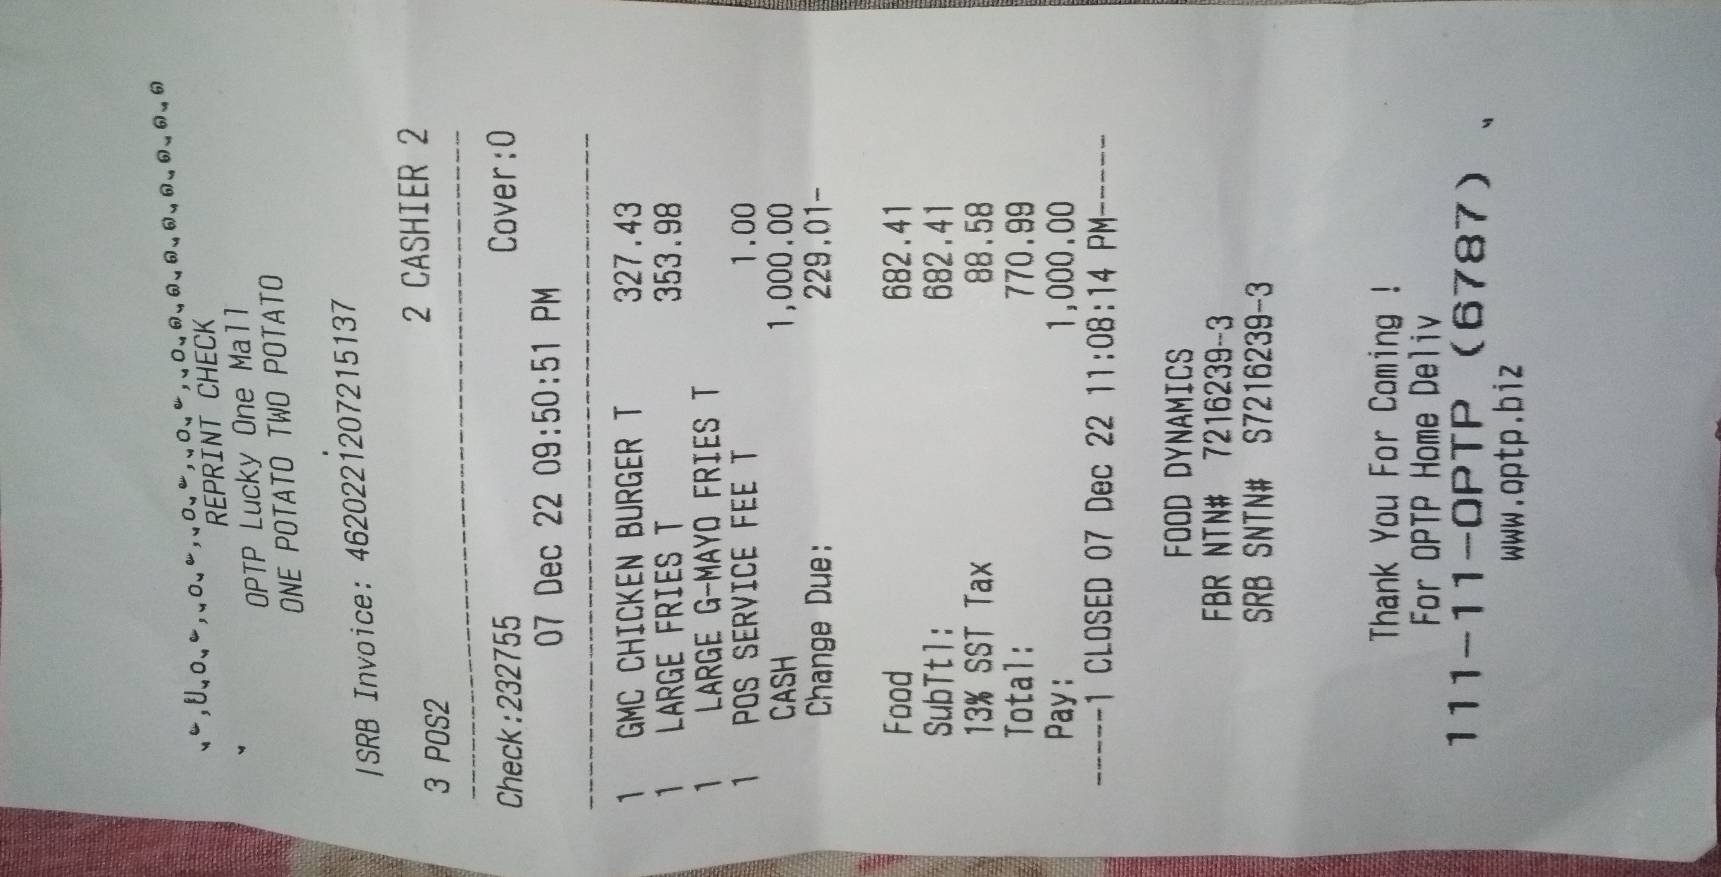 REPRINT CHECK
OPTP Lucky One Mall
ONE POTATO TWO POTATO
ISRB Invoice: 4620221207215137
3 POS2 2 CASHIER 2
Check:232755 Cover:0
07 Dec 22 09:50:51 PM
1 GMC CHICKEN BURGER T 327.43
1 LARGE FRIES T 353.98
1 LARGE G-MAYO FRIES T
1 POS SERVICE FEE T 1.00
CASH 1,000.00
Change Due: 229.01-
Food 682.41
SubTtl: 682.41
13% SST Tax 88.58
Total: 770.99
Pay: 1,000.00
-----1 CLOSED 07 Dec 22 11:08:14 PM-----
FOOD DYNAMICS
FBR NTN# 7216239-3
SRB SNTN# S7216239-3
Thank You For Coming !
For OPTP Home Deliv
111-11-OPTP (6787)
www.optp.biz